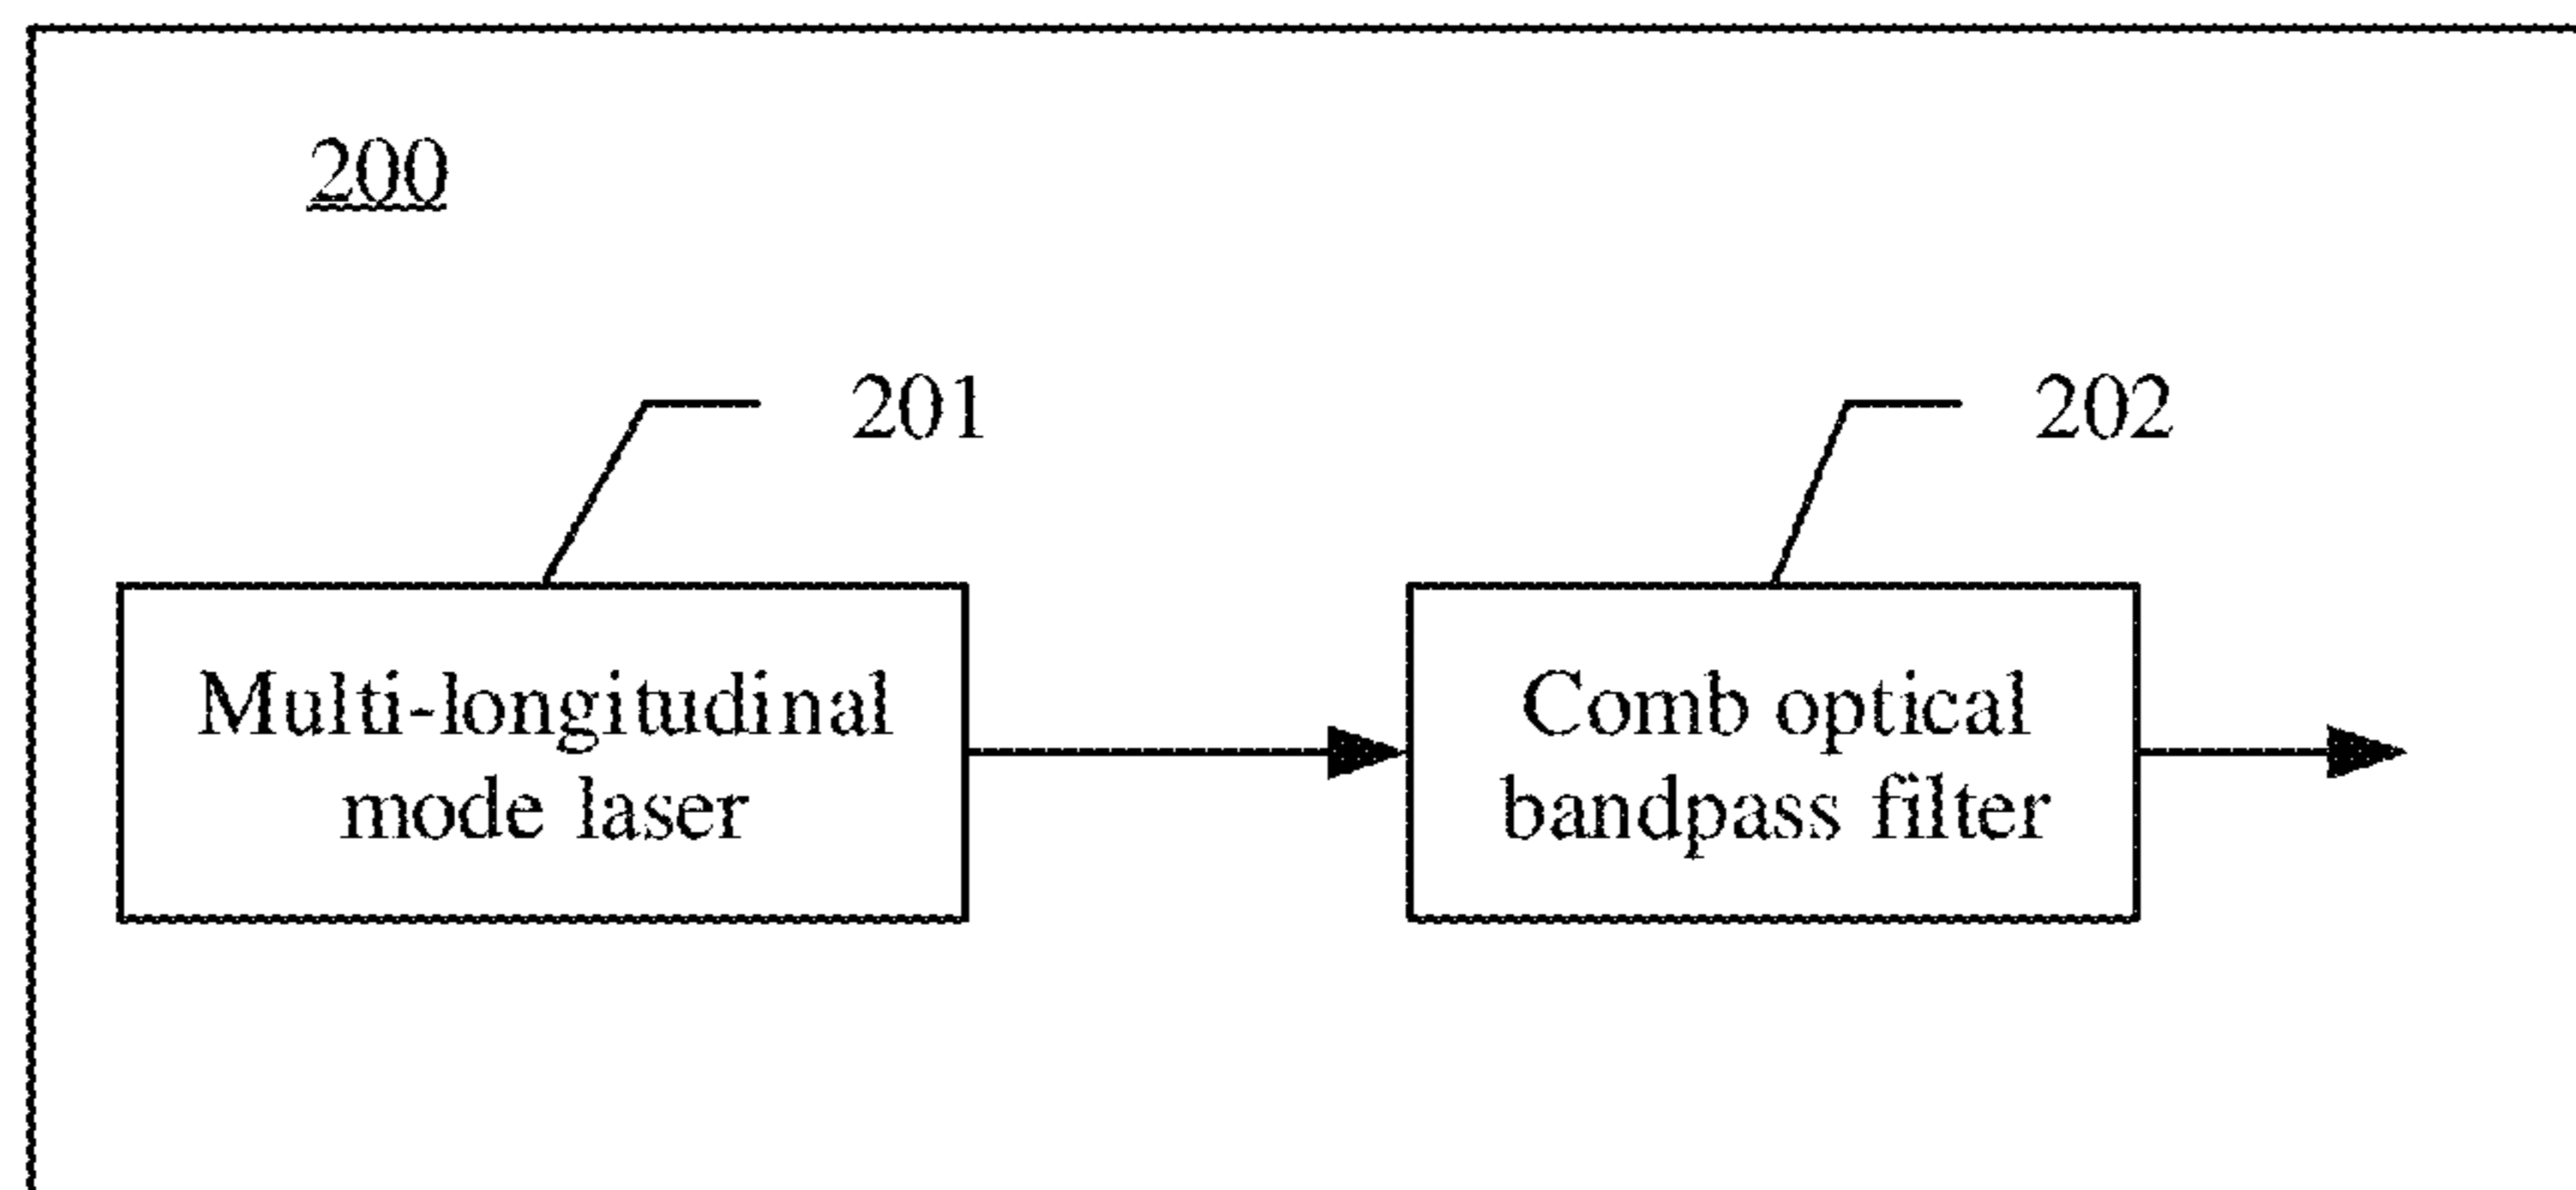 200
201
202
Multi-longitudinal
mode laser
Comb optical
bandpass filter